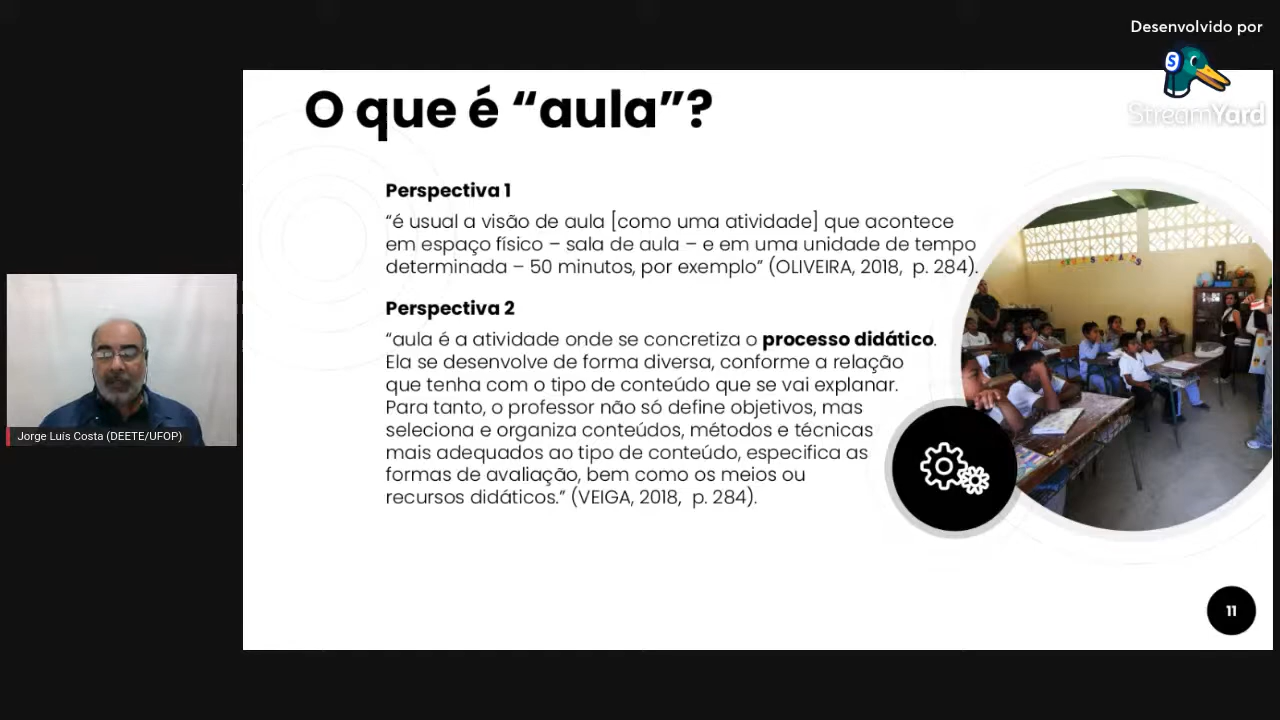 Desenvolvido por
S
StreamYard
O que é “aula”?
Perspectiva 1
“é usual a visão de aula [como uma atividade] que acontece
em espaço físico – sala de aula – e em uma unidade de tempo
determinada – 50 minutos, por exemplo” (OLIVEIRA, 2018, p. 284).
Perspectiva 2
“aula é a atividade onde se concretiza o processo didático.
Ela se desenvolve de forma diversa, conforme a relação
que tenha com o tipo de conteúdo que se vai explanar.
Para tanto, o professor não só define objetivos, mas
seleciona e organiza conteúdos, métodos e técnicas
mais adequados ao tipo de conteúdo, especifica as
formas de avaliação, bem como os meios ou
recursos didáticos.” (VEIGA, 2018, p. 284).
Jorge Luís Costa (DEETE/UFOP)
11